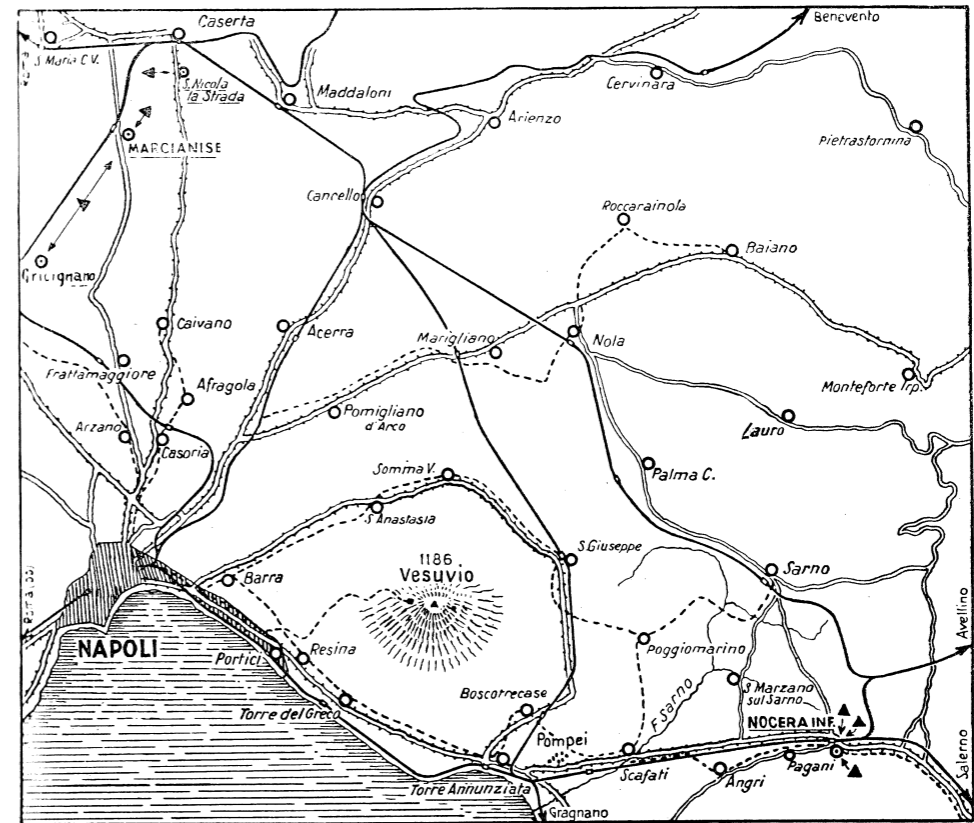 Caserta
Benevento
S. Maria C.V.
S. Nicola
la Strada
Maddaloni
Cervinara
Arienzo
Pietrastornina
MARCIANISE
Cancello
Roccarainola
Baiano
Gricignano
Caivano
Acerra
Marigliano
Nola
Frattamaggiore
Afragola
Monteforte Irp.
Pomigliano
d'Arco
Lauro
Arzano
Casoria
Somma V.
Palma C.
S. Anastasia
S. Giuseppe
1186
Vesuvio
Sarno
Barra
Avellino
NAPOLI
Resina
Portici
Poggiomarino
F. Sarno
S. Marzano
sul Sarno
Boscotrecase
Torre del Greco
NOCERA INF.
Pompei
Scafati
Angri
Pagani
Salerno
Torre Annunziata
Gragnano